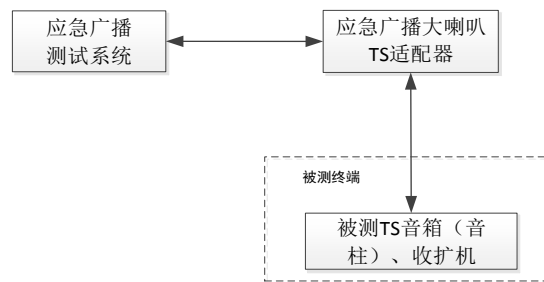 应急广播
测试系统
应急广播大喇叭
TS适配器
被测终端
被测TS音箱（音
柱）、收扩机